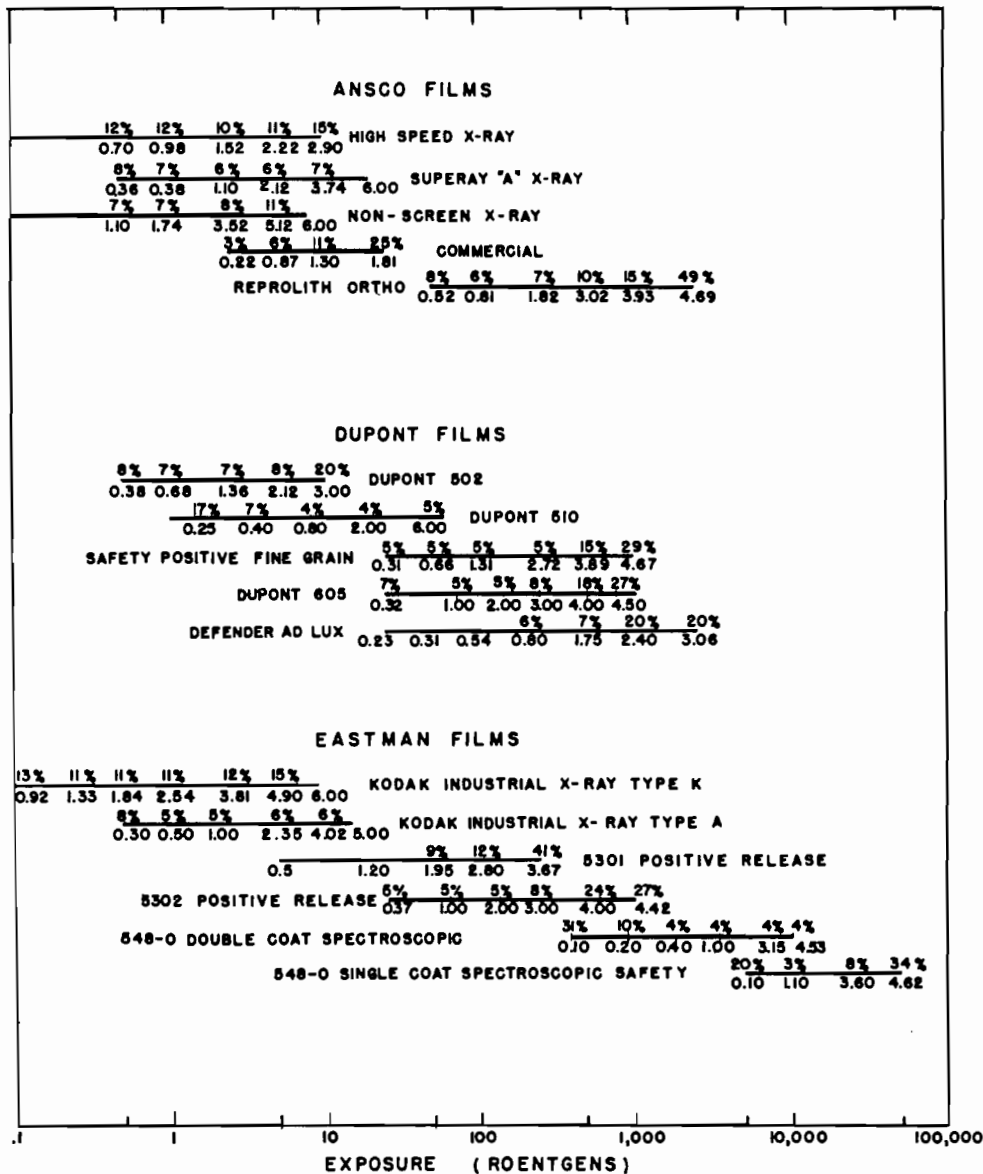 ANSCO FILMS
12% 12% 10% 11% 15%
HIGH SPEED X-RAY
0.70 0.98 1.52 2.22 2.90
8% 7% 6% 6% 7%
SUPERAY "A" X-RAY
0.36 0.38 1.10 2.12 3.74 6.00
7% 7% 8% 11%
NON-SCREEN X-RAY
1.10 1.74 3.52 5.12 6.00
3% 6% 11% 25%
COMMERCIAL
0.22 0.87 1.30 1.81
REPROLITH ORTHO
8% 6% 7% 10% 15% 49%
0.52 0.81 1.82 3.02 3.93 4.69
DUPONT FILMS
8% 7% 7% 8% 20%
DUPONT 502
0.38 0.68 1.36 2.12 3.00
17% 7% 4% 4% 5%
DUPONT 510
0.25 0.40 0.80 2.00 6.00
SAFETY POSITIVE FINE GRAIN
5% 5% 5% 5% 15% 29%
0.31 0.66 1.31 2.72 3.89 4.67
DUPONT 605
7% 5% 5% 8% 18% 27%
0.32 1.00 2.00 3.00 4.00 4.50
DEFENDER AD LUX
6% 7% 20% 20%
0.23 0.31 0.54 0.80 1.75 2.40 3.06
EASTMAN FILMS
13% 11% 11% 11% 12% 15%
KODAK INDUSTRIAL X-RAY TYPE K
0.92 1.33 1.84 2.54 3.81 4.90 6.00
8% 5% 5% 6% 6%
KODAK INDUSTRIAL X-RAY TYPE A
0.30 0.50 1.00 2.35 4.02 5.00
9% 12% 41%
5301 POSITIVE RELEASE
0.5 1.20 1.95 2.80 3.67
5302 POSITIVE RELEASE
5% 5% 5% 8% 24% 27%
0.37 1.00 2.00 3.00 4.00 4.42
548-0 DOUBLE COAT SPECTROSCOPIC
31% 10% 4% 4% 4% 4%
0.10 0.20 0.40 1.00 3.15 4.53
548-0 SINGLE COAT SPECTROSCOPIC SAFETY
20% 3% 8% 34%
0.10 1.10 3.60 4.62
.1 1 10 100 1,000 10,000 100,000
EXPOSURE (ROENTGENS)